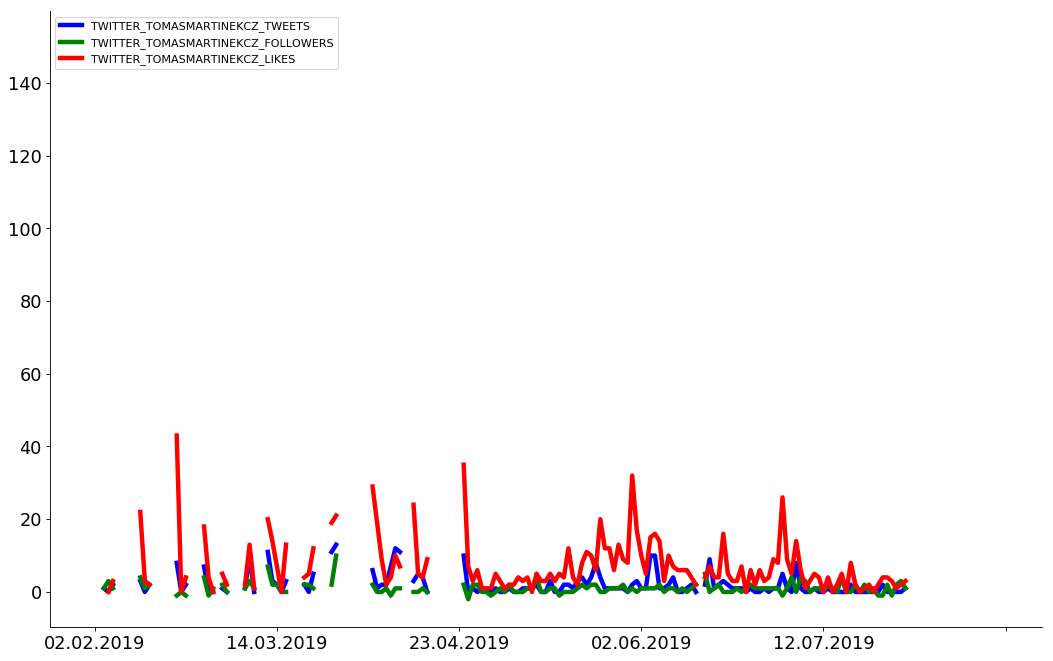 TWITTER_TOMASMARTINEKCZ_TWEETS
TWITTER_TOMASMARTINEKCZ_FOLLOWERS
TWITTER_TOMASMARTINEKCZ_LIKES
140
120
100
80
60
40
20
0
02.02.2019 14.03.2019 23.04.2019 02.06.2019 12.07.2019